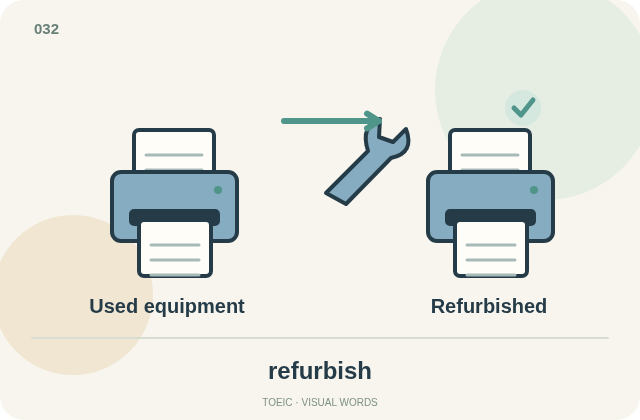 032
Used equipment
Refurbished
refurbish
TOEIC · VISUAL WORDS